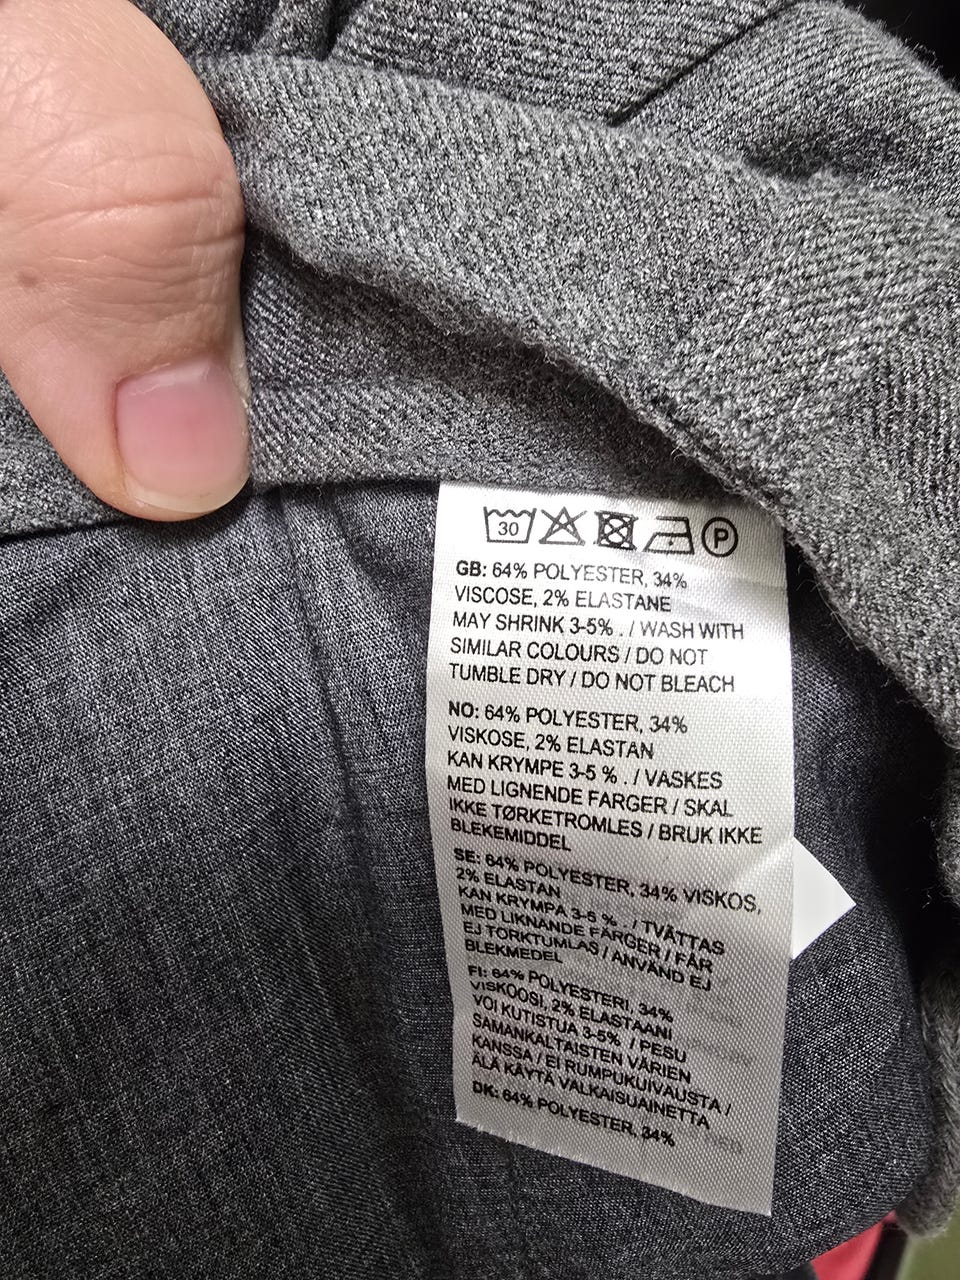 30 P
GB: 64% POLYESTER, 34%
VISCOSE, 2% ELASTANE
MAY SHRINK 3-5% . / WASH WITH
SIMILAR COLOURS / DO NOT
TUMBLE DRY / DO NOT BLEACH
NO: 64% POLYESTER, 34%
VISKOSE, 2% ELASTAN
KAN KRYMPE 3-5 % . / VASKES
MED LIGNENDE FARGER / SKAL
IKKE TØRKETROMLES / BRUK IKKE
BLEKEMIDDEL
SE: 64% POLYESTER, 34% VISKOS,
2% ELASTAN
KAN KRYMPA 3-5 % . / TVÄTTAS
MED LIKNANDE FÄRGER / FÅR
EJ TORKTUMLAS / ANVÄND EJ
BLEKMEDEL
FI: 64% POLYESTERI, 34%
VISKOOSI, 2% ELASTAANI
VOI KUTISTUA 3-5% / PESU
SAMANKALTAISTEN VÄRIEN
KANSSA / EI RUMPUKUIVAUSTA /
ÄLÄ KÄYTÄ VALKAISUAINETTA
DK: 64% POLYESTER, 34%